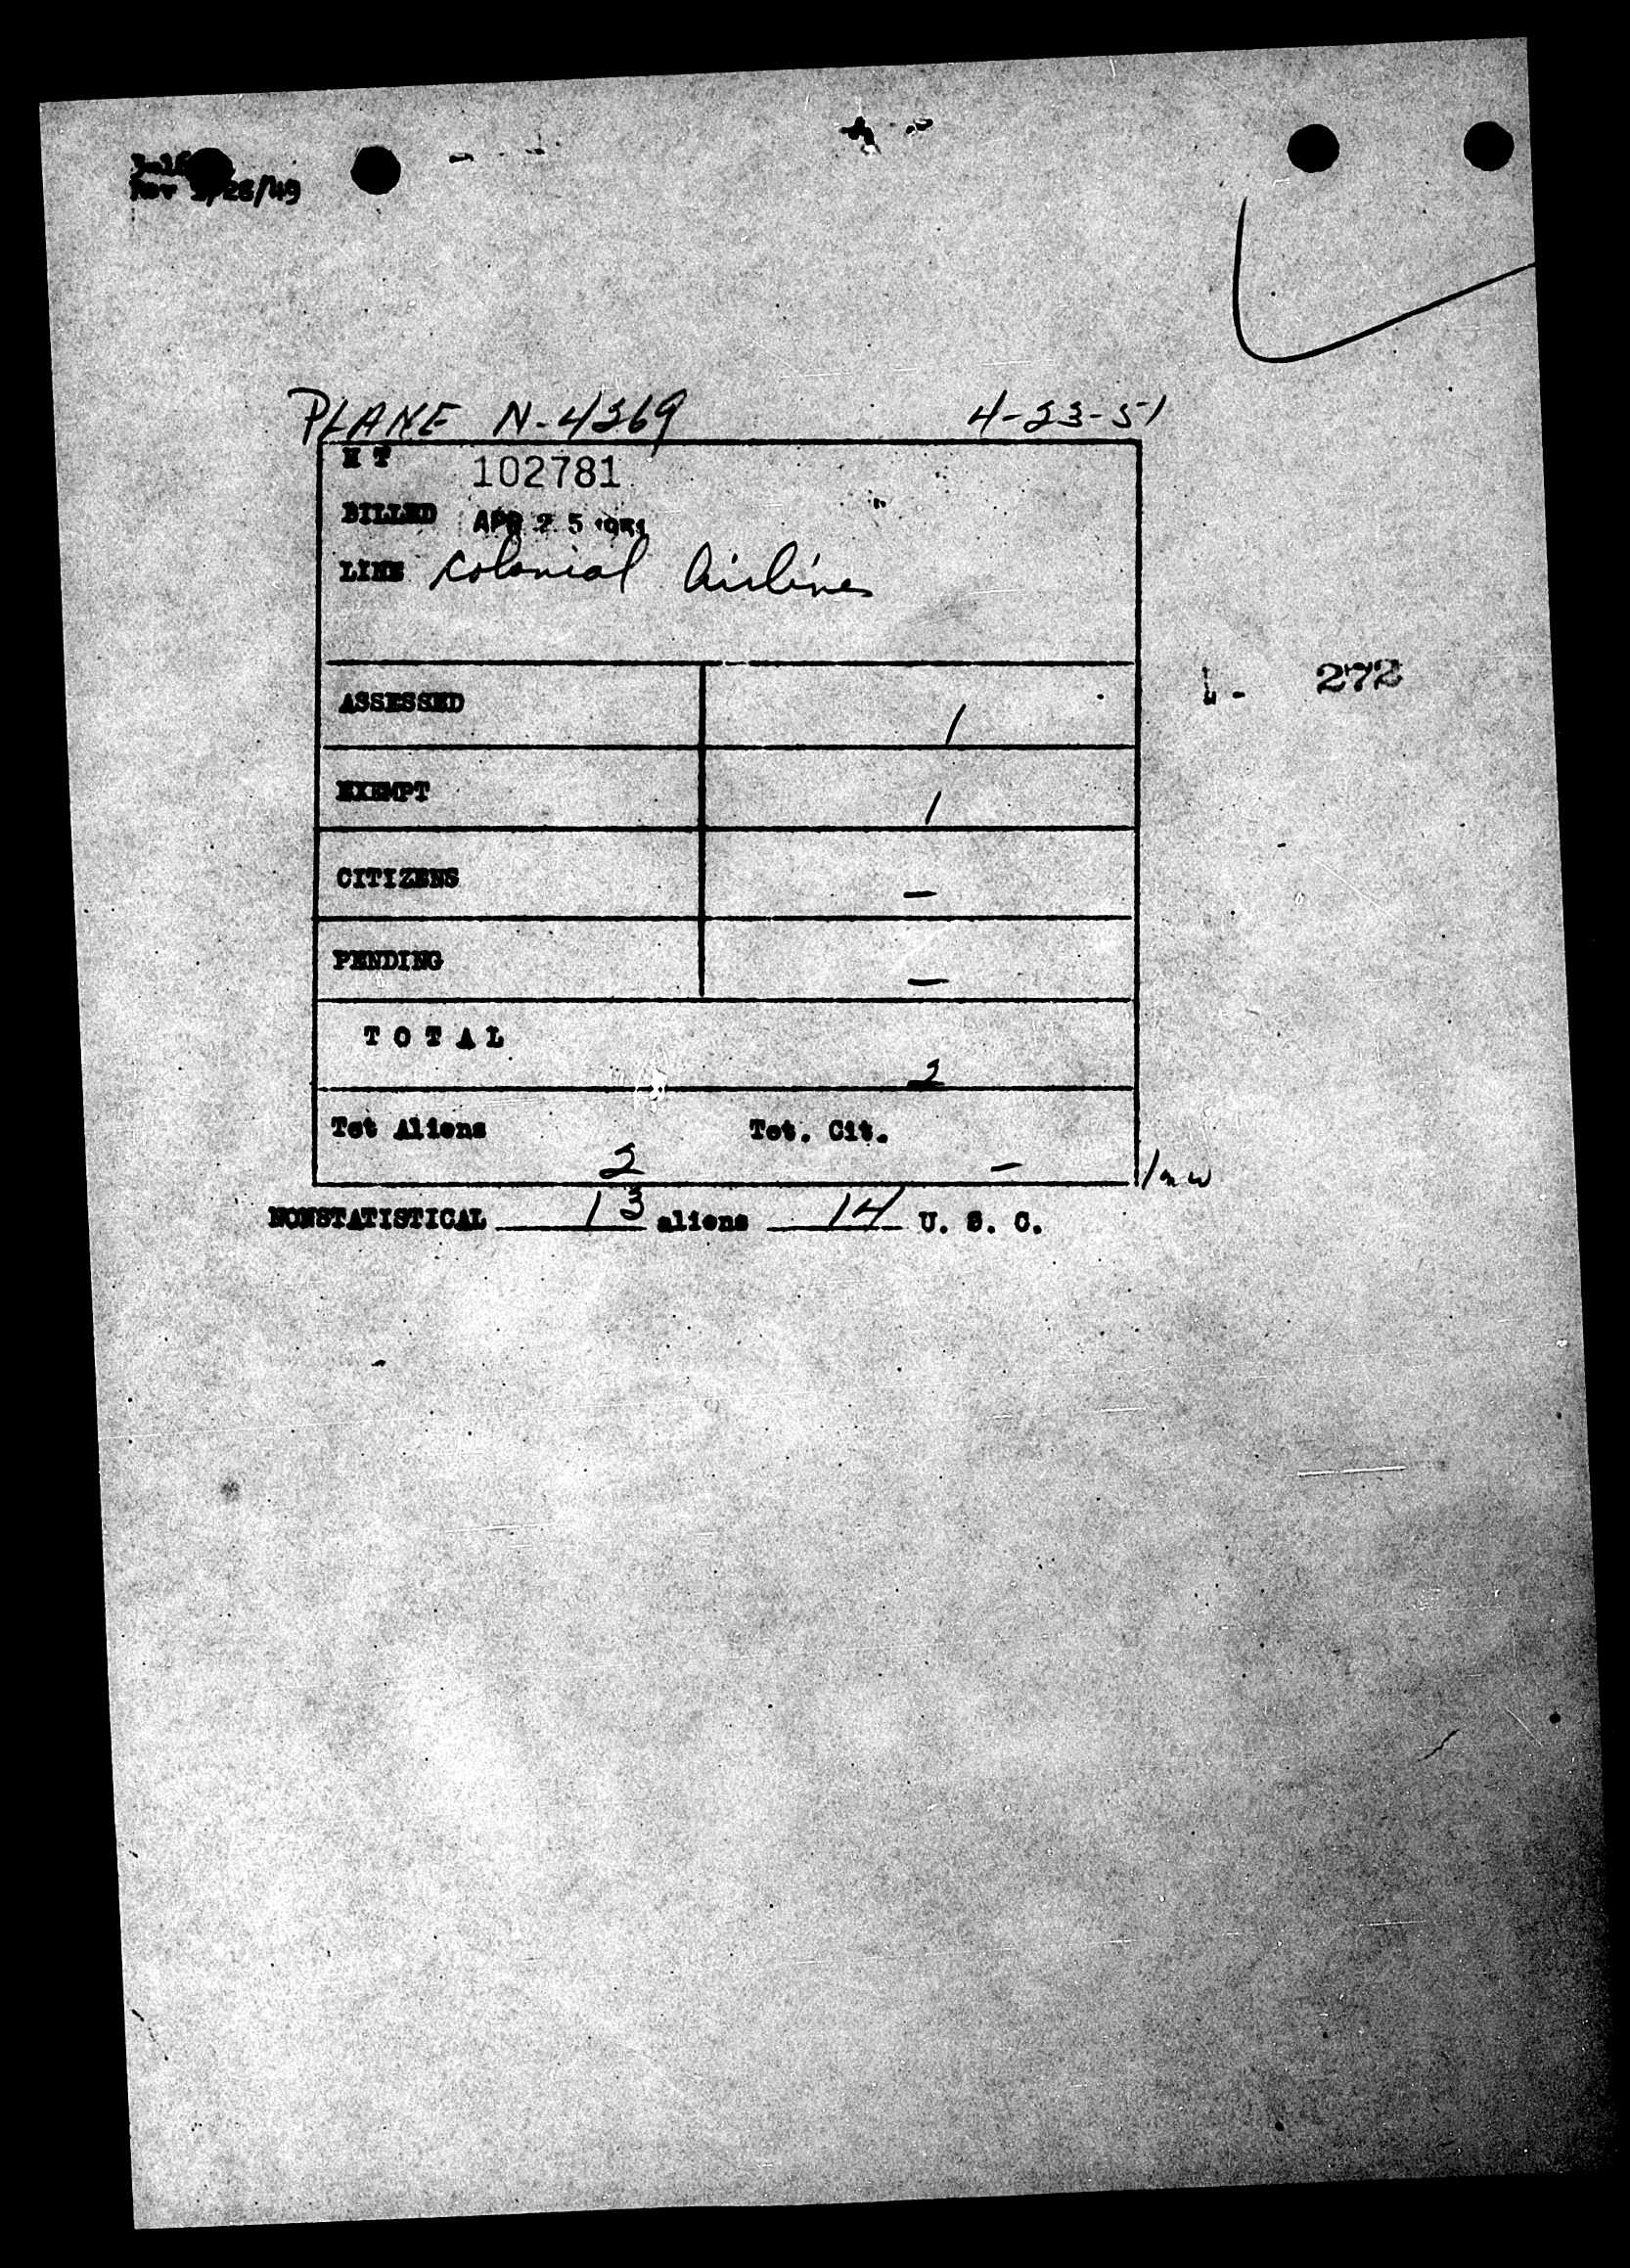 Rev 28/49
PLANE N-4369 4-23-51
H T 102781
BILLED APR 25 1951
LINE Colonial Airlines
272
ASSESSED 1
EXEMPT 1
CITIZENS —
PENDING —
TOTAL 2
Tot Aliens 2 Tot. Cit. —
NONSTATISTICAL 13 aliens 14 U. S. C.